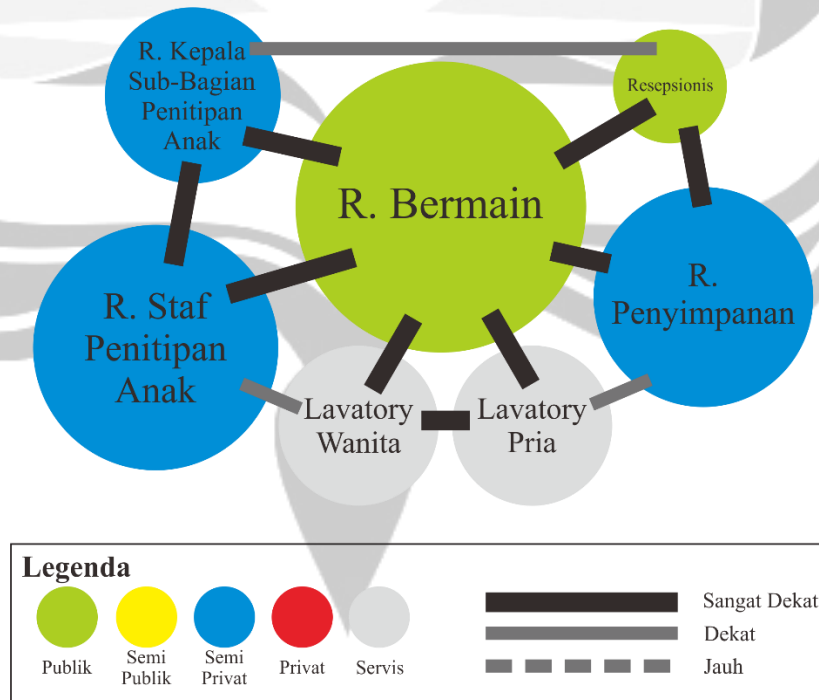 R. Kepala
Sub-Bagian
Penitipan
Anak
Resepsionis
R. Bermain
R.
Penyimpanan
R. Staf
Penitipan
Anak
Lavatory
Wanita
Lavatory
Pria
Legenda
Publik
Semi
Publik
Semi
Privat
Privat
Servis
Sangat Dekat
Dekat
Jauh